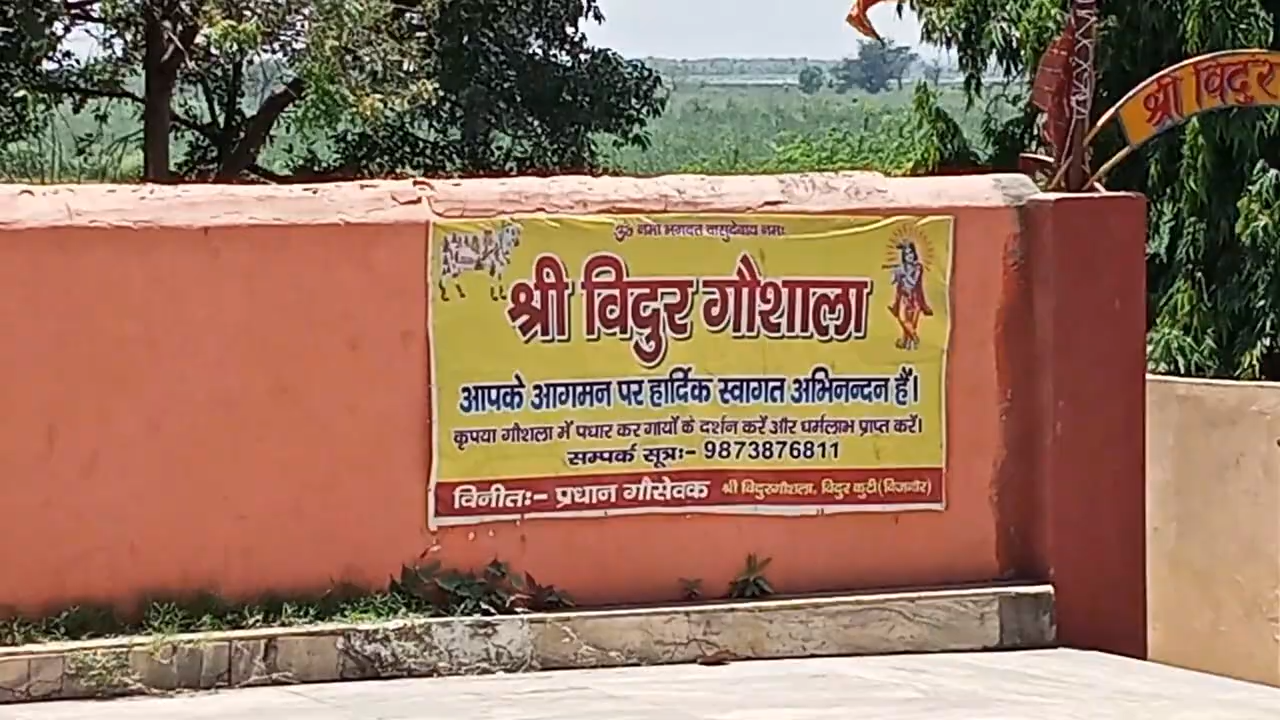 ॐ नमो भगवते वासुदेवाय नमः
श्री विदुर गौशाला
आपके आगमन पर हार्दिक स्वागत अभिनन्दन हैं।
कृपया गौशाला में पधार कर गायों के दर्शन करें और धर्मलाभ प्राप्त करें।
सम्पर्क सूत्रः- 9873876811
विनीतः- प्रधान गौसेवक श्री विदुरगौशला, विदुर कुटी (बिजनौर)
श्री विदुर